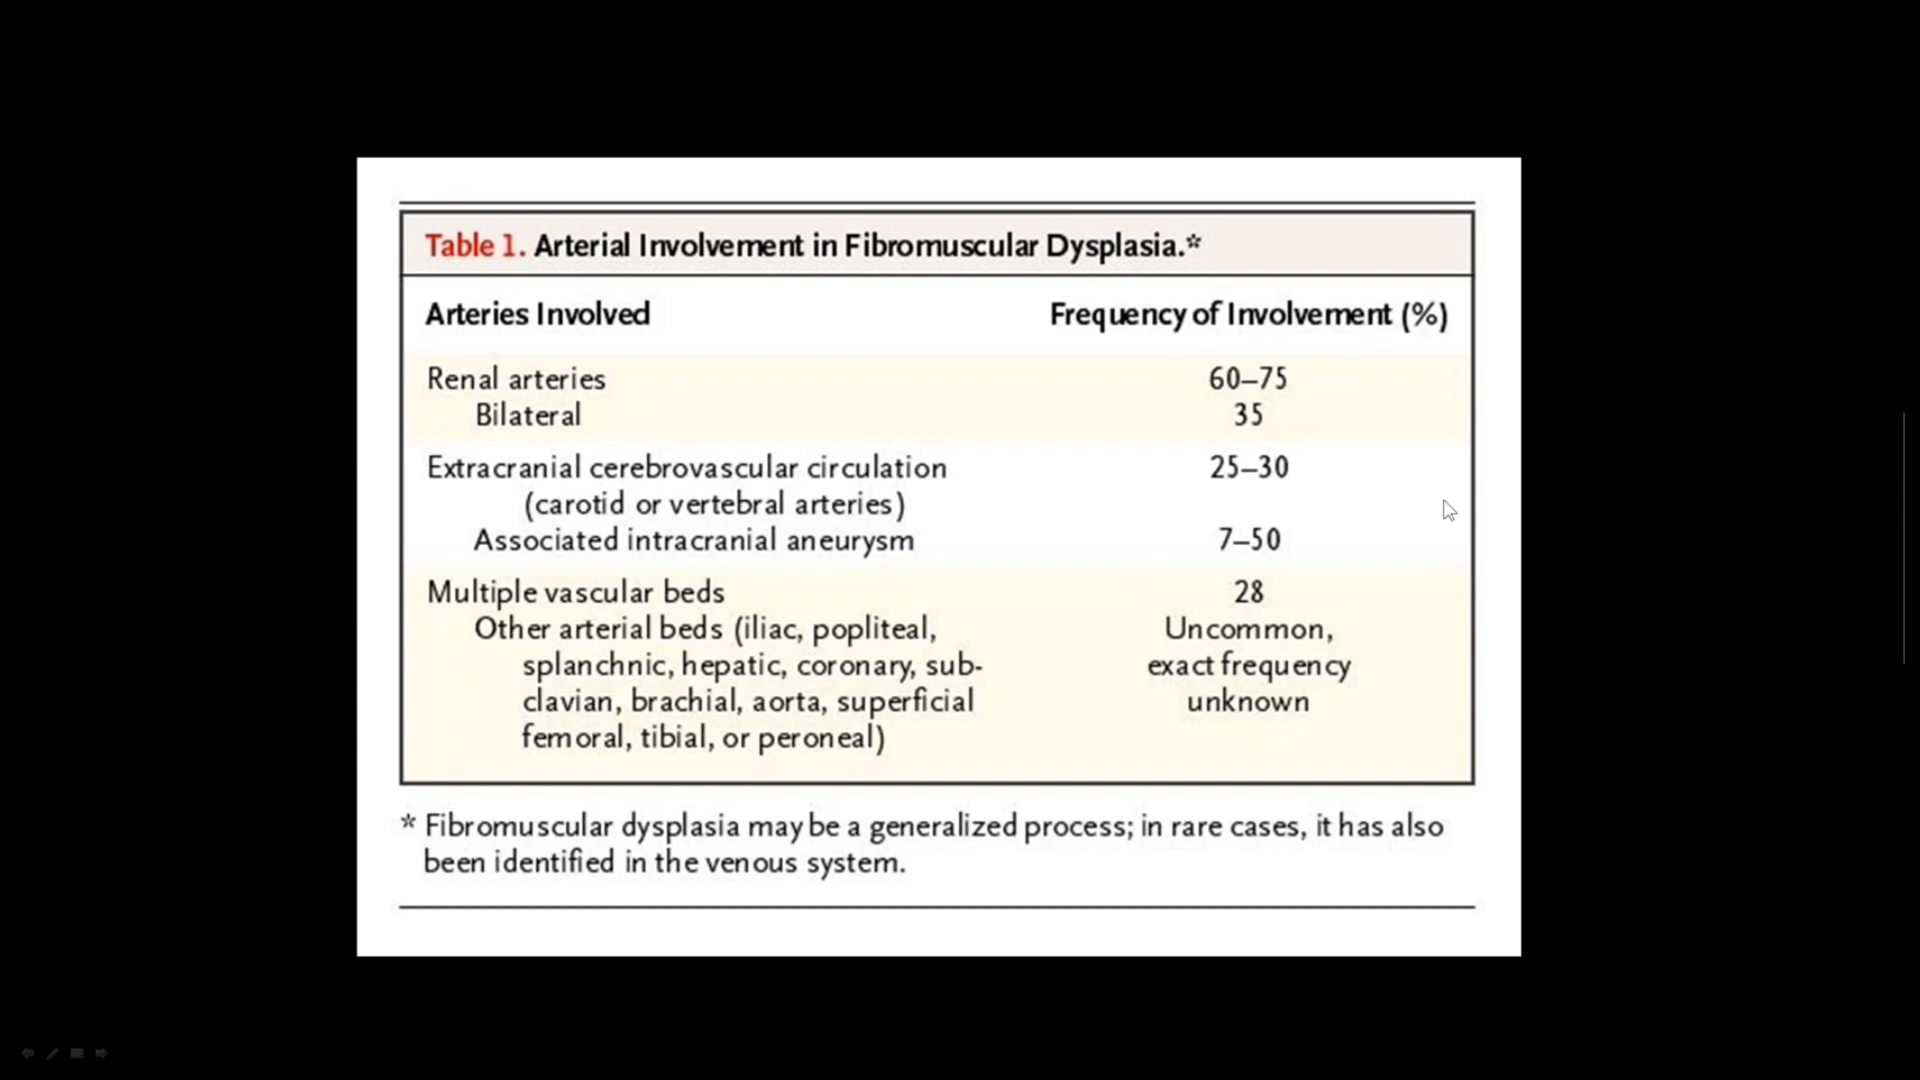 Table 1. Arterial Involvement in Fibromuscular Dysplasia.*
Arteries Involved Frequency of Involvement (%)
Renal arteries 60–75
Bilateral 35
Extracranial cerebrovascular circulation 25–30
(carotid or vertebral arteries)
Associated intracranial aneurysm 7–50
Multiple vascular beds 28
Other arterial beds (iliac, popliteal, Uncommon,
splanchnic, hepatic, coronary, sub- exact frequency
clavian, brachial, aorta, superficial unknown
femoral, tibial, or peroneal)
* Fibromuscular dysplasia may be a generalized process; in rare cases, it has also
been identified in the venous system.